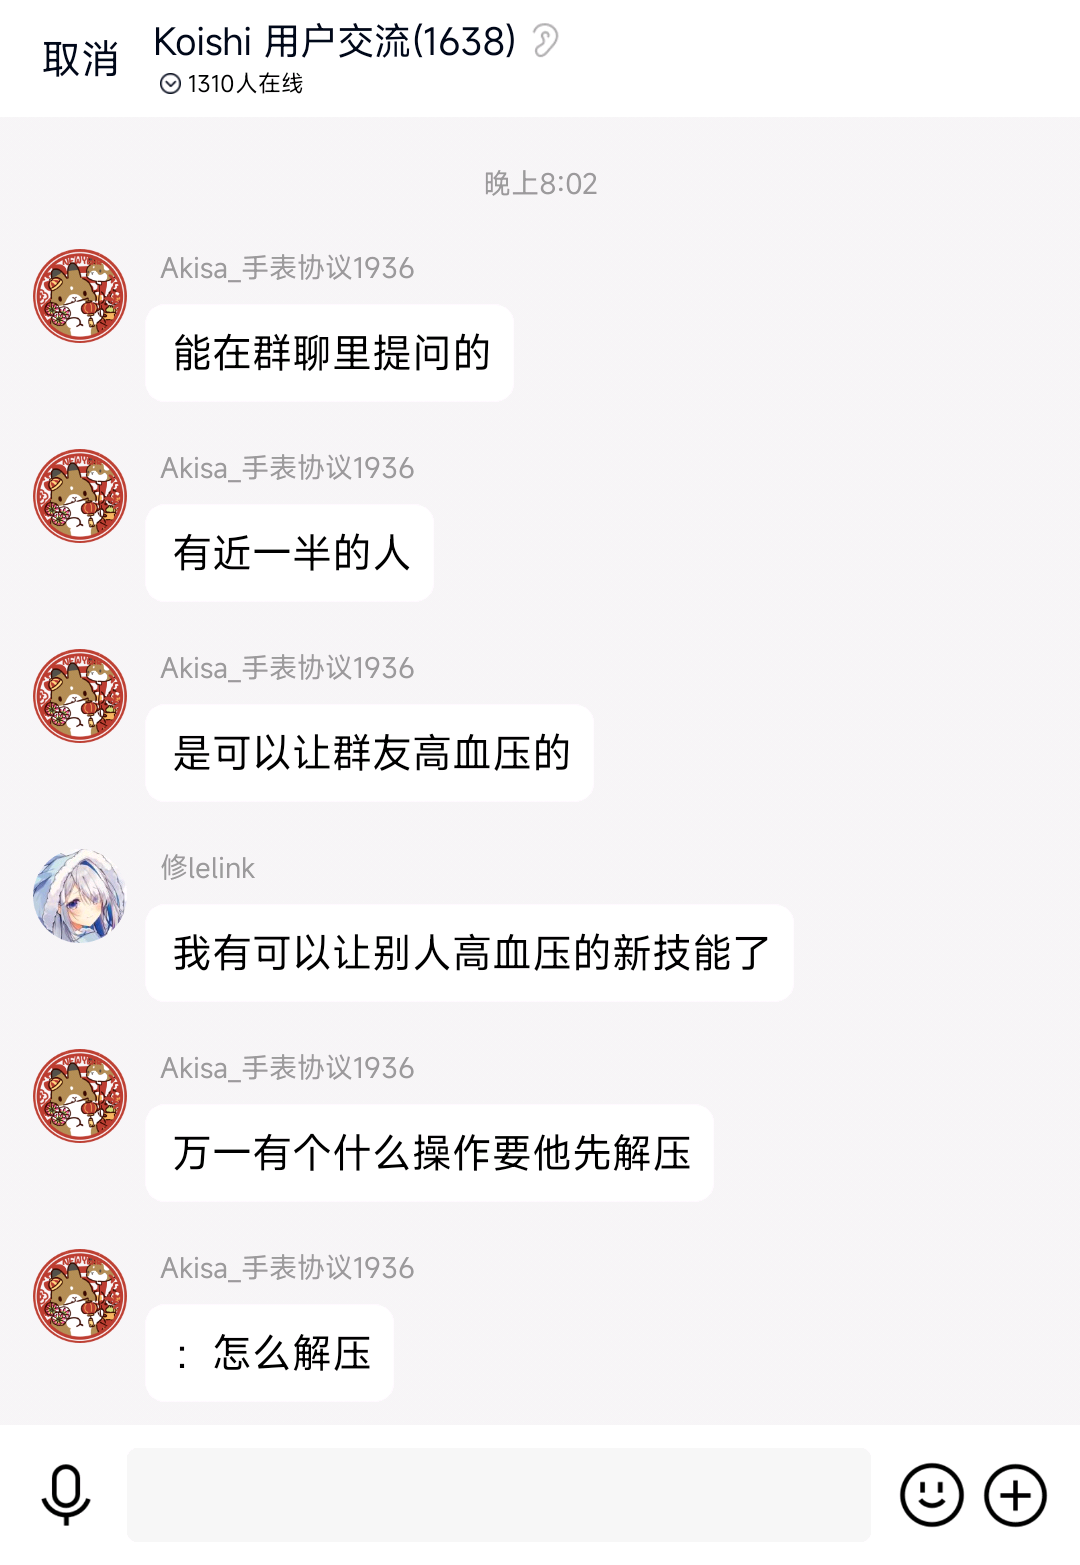 取消
Koishi 用户交流(1638)
1310人在线
晚上8:02
Akisa_手表协议1936
能在群聊里提问的
Akisa_手表协议1936
有近一半的人
Akisa_手表协议1936
是可以让群友高血压的
修lelink
我有可以让别人高血压的新技能了
Akisa_手表协议1936
万一有个什么操作要他先解压
Akisa_手表协议1936
：怎么解压